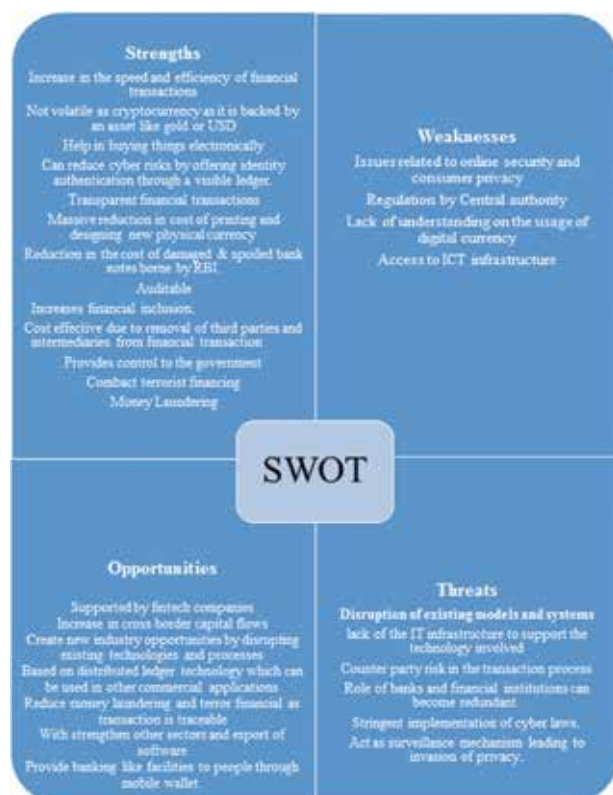 Strengths
Increase in the speed and efficiency of financial
transactions
Not volatile as cryptocurrency as it is backed by
an asset like gold or USD
Help in buying things electronically
Can reduce cyber risks by offering identity
authentication through a visible ledger.
Transparent financial transactions
Massive reduction in cost of printing and
designing new physical currency
Reduction in the cost of damaged & spoiled bank
notes borne by RBI.
Auditable
Increases financial inclusion.
Cost effective due to removal of third parties and
intermediaries from financial transaction
Provides control to the government
Combact terrorist financing
Money Laundering
Weaknesses
Issues related to online security and
consumer privacy
Regulation by Central authority
Lack of understanding on the usage of
digital currency
Access to ICT infrastructure
SWOT
Opportunities
Supported by fintech companies
Increase in cross border capital flows
Create new industry opportunities by disrupting
existing technologies and processes
Based on distributed ledger technology which can
be used in other commercial applications
Reduce money laundering and terror financial as
transaction is traceable
With strengthen other sectors and export of
software
Provide banking like facilities to people through
mobile wallet.
Threats
Disruption of existing models and systems
lack of the IT infrastructure to support the
technology involved
Counter party risk in the transaction process
Role of banks and financial institutions can
become redundant
Stringent implementation of cyber laws.
Act as surveillance mechanism leading to
invasion of privacy.